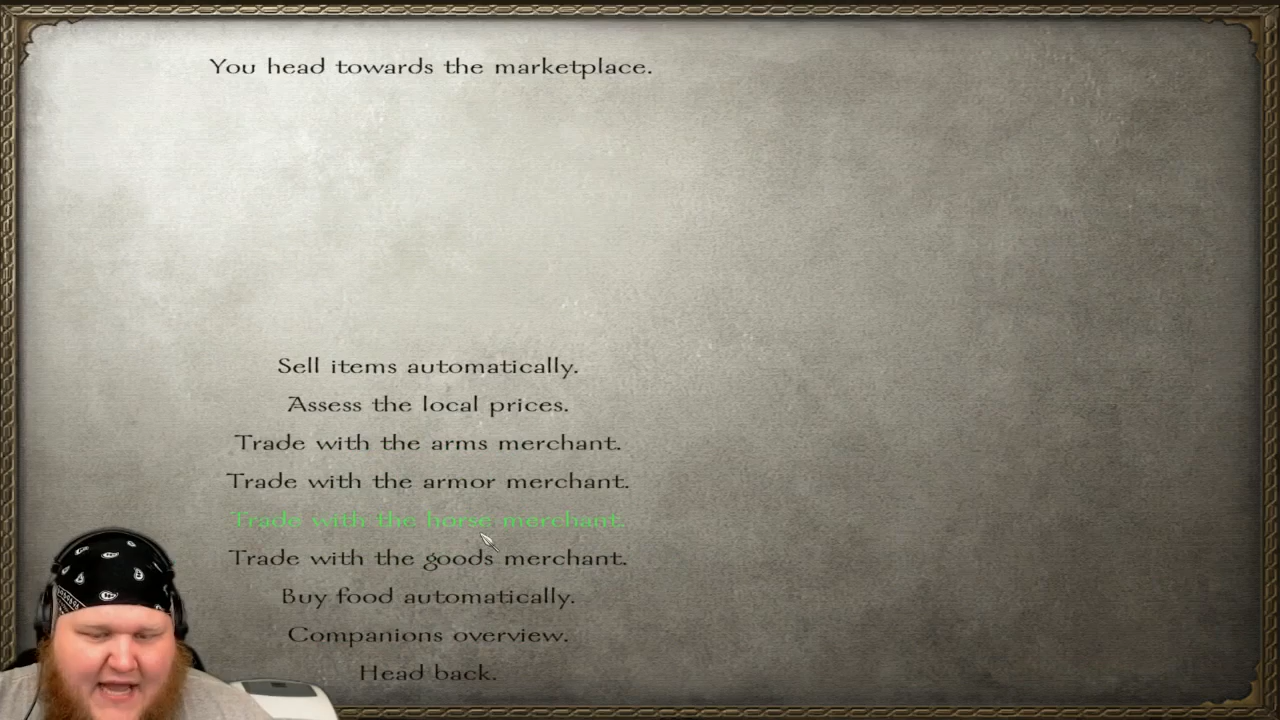 You head towards the marketplace.
Sell items automatically.
Assess the local prices.
Trade with the arms merchant.
Trade with the armor merchant.
Trade with the horse merchant.
Trade with the goods merchant.
Buy food automatically.
Companions overview.
Head back.